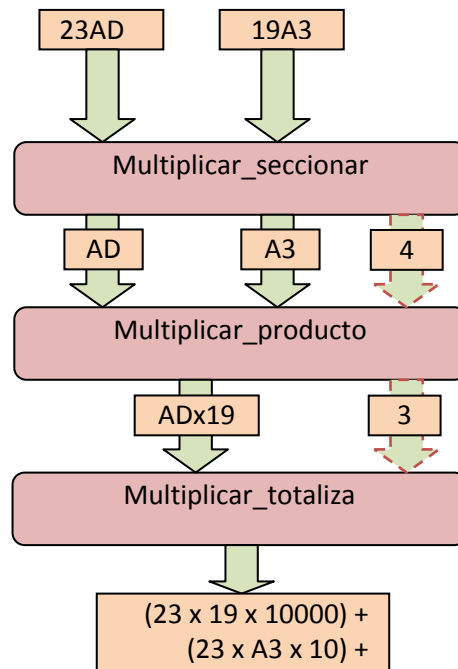 23AD
19A3
Multiplicar_seccionar
AD
A3
4
Multiplicar_producto
ADx19
3
Multiplicar_totaliza
(23 x 19 x 10000) +
(23 x A3 x 10) +